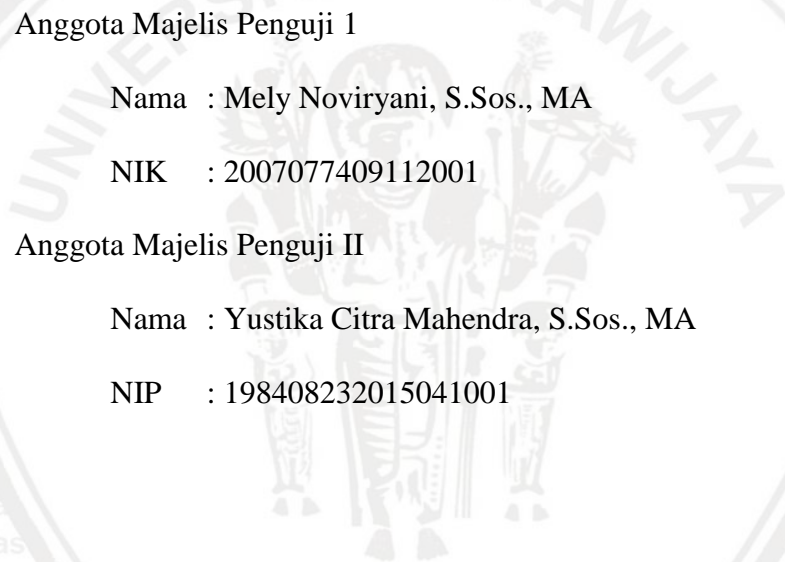 Anggota Majelis Penguji 1
Nama : Mely Noviryani, S.Sos., MA
NIK : 2007077409112001
Anggota Majelis Penguji II
Nama : Yustika Citra Mahendra, S.Sos., MA
NIP : 198408232015041001